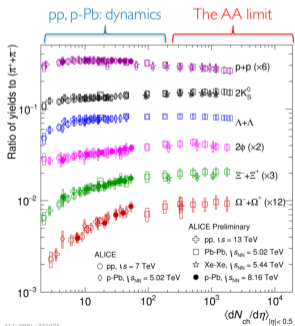 pp, p-Pb: dynamics
The AA limit
Ratio of yields to (π⁺+π⁻)
10⁻¹
10⁻²
10⁻³
p+p̄ (×6)
2K⁰S
Λ+Λ̄
2φ (×2)
Ξ⁻+Ξ̄⁺ (×3)
Ω⁻+Ω̄⁺ (×12)
ALICE
pp, √s = 7 TeV
p-Pb, √sNN = 5.02 TeV
ALICE Preliminary
pp, √s = 13 TeV
Pb-Pb, √sNN = 5.02 TeV
Xe-Xe, √sNN = 5.44 TeV
p-Pb, √sNN = 8.16 TeV
10 10² 10³
⟨dNch/dη⟩|η|< 0.5